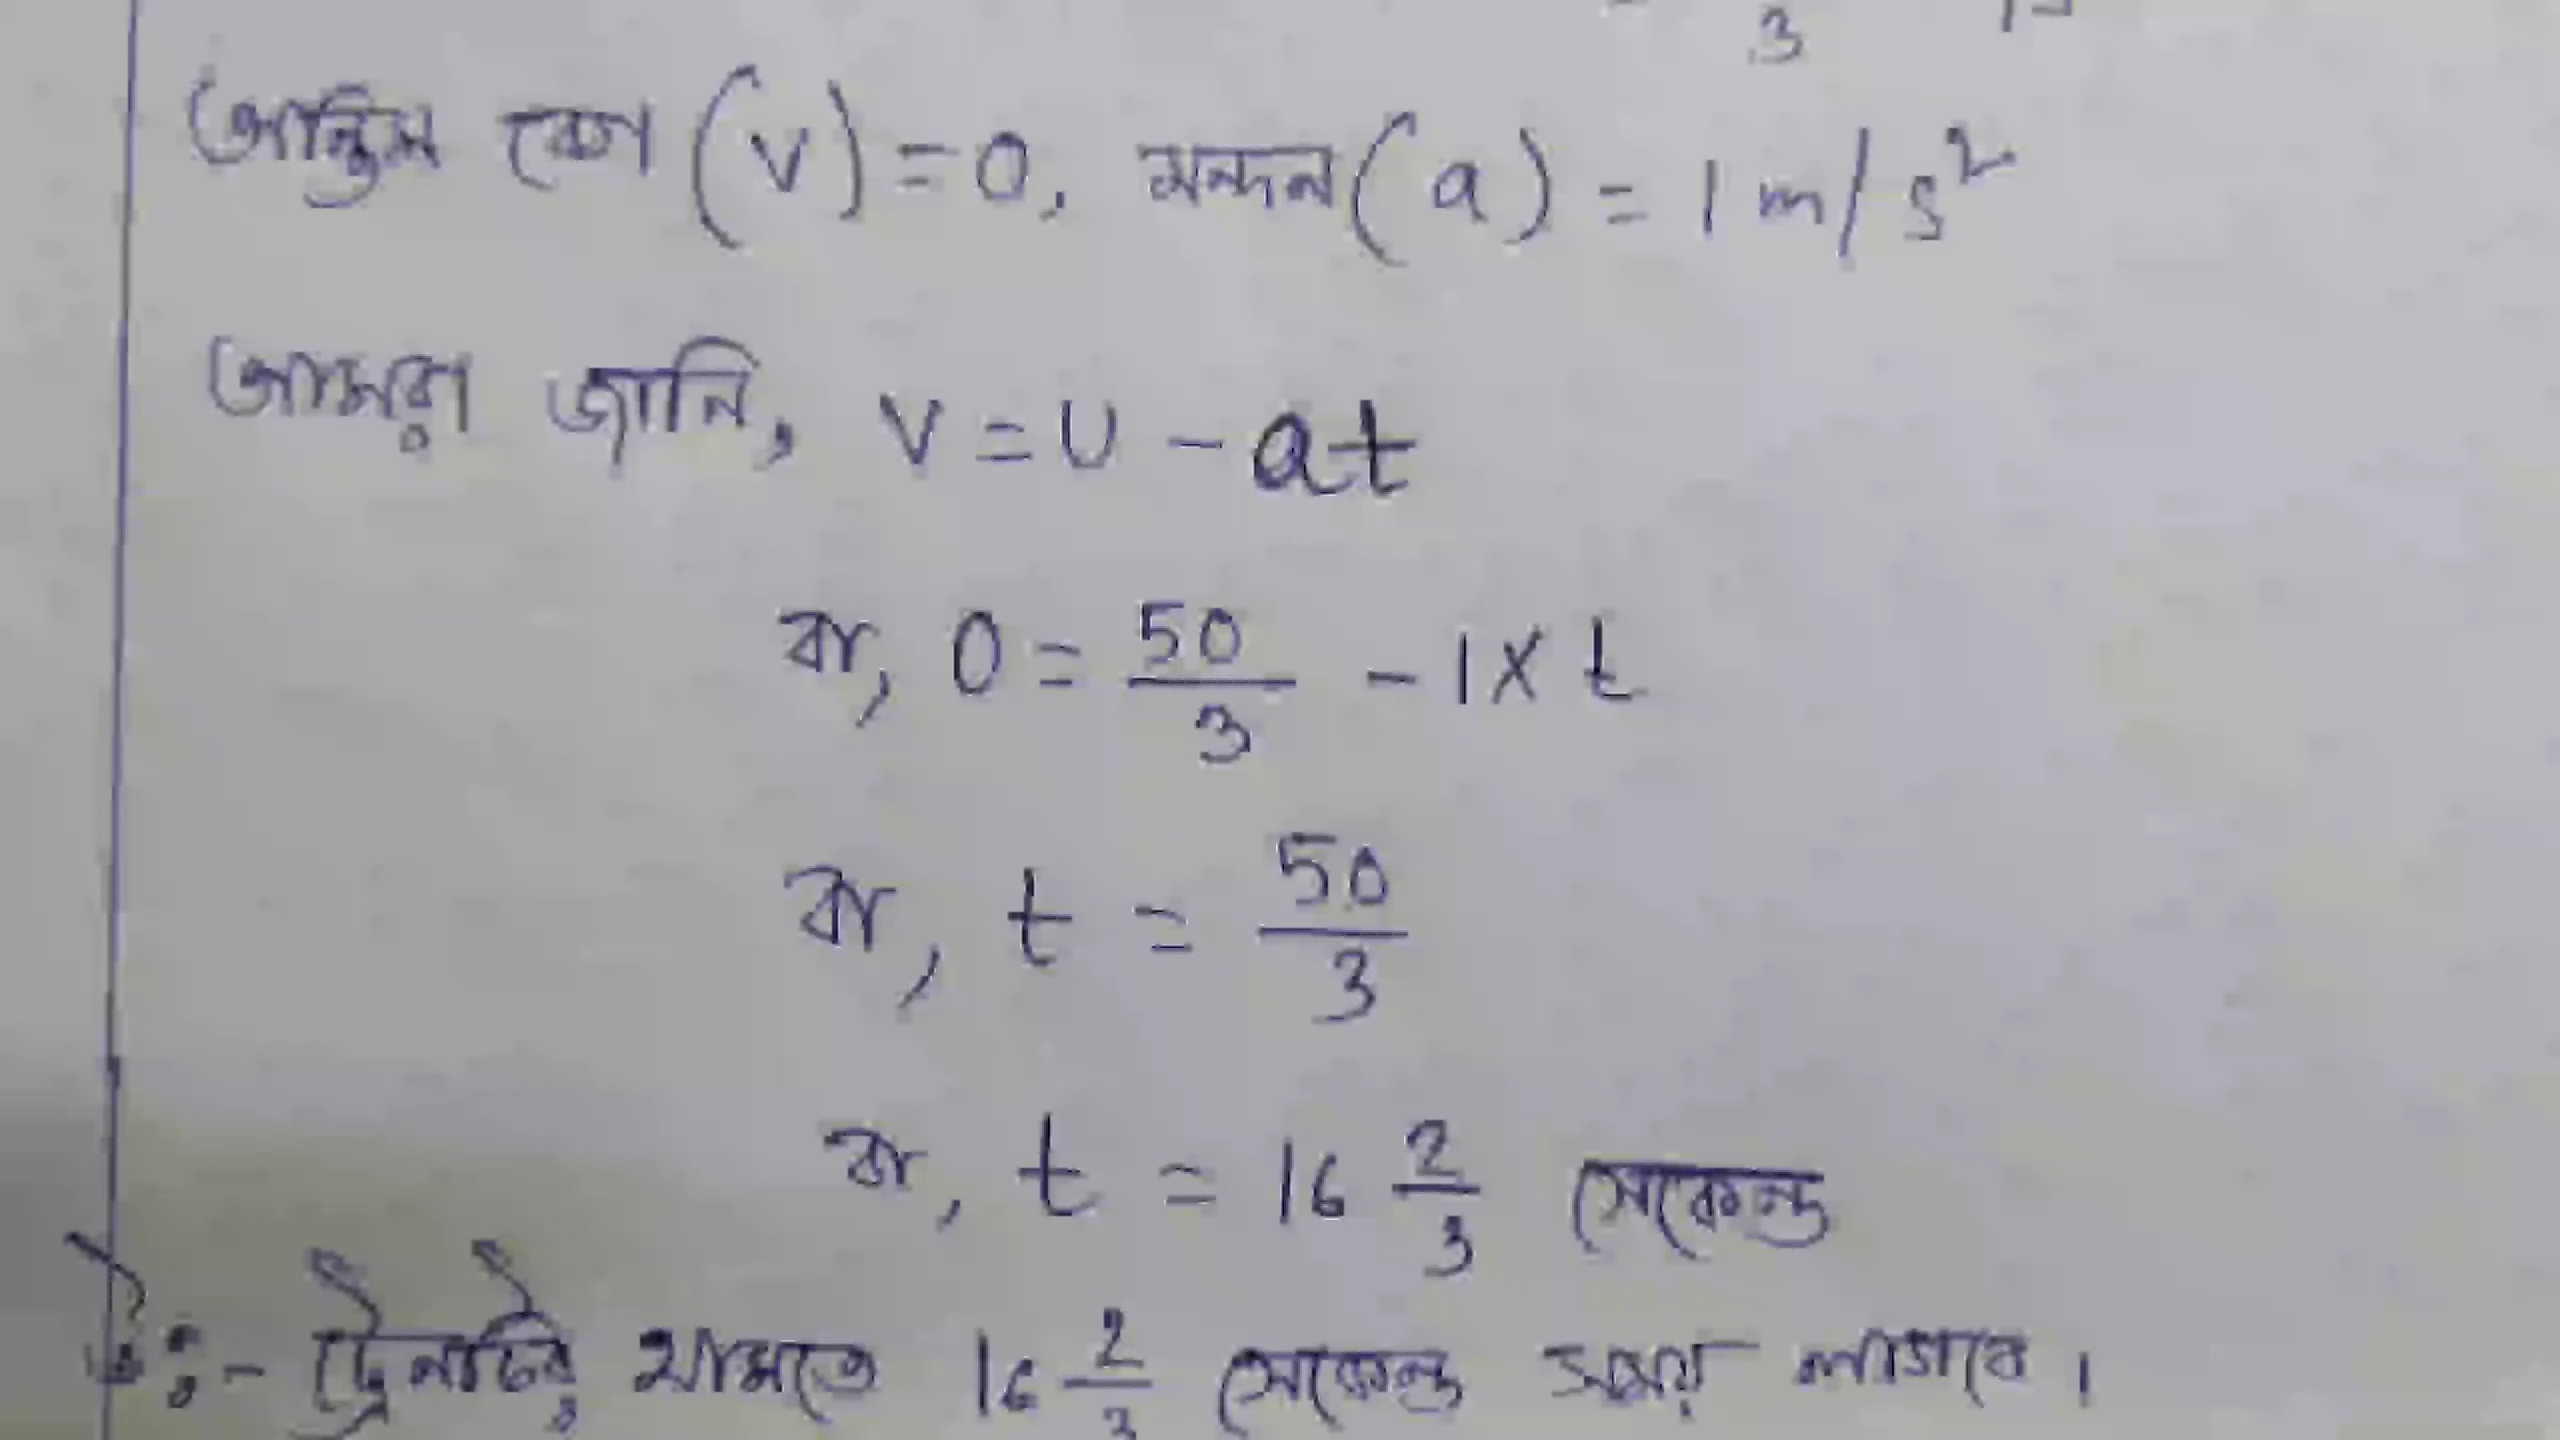 3
অন্তিম বেগ (v) = 0, মন্দন (a) = 1 m/s²
আমরা জানি, v = u - at
বা, 0 = 50/3 - 1 × t
বা, t = 50/3
বা, t = 16 2/3 সেকেন্ড
উঃ- ট্রেনটির থামতে 16 2/3 সেকেন্ড সময় লাগবে।